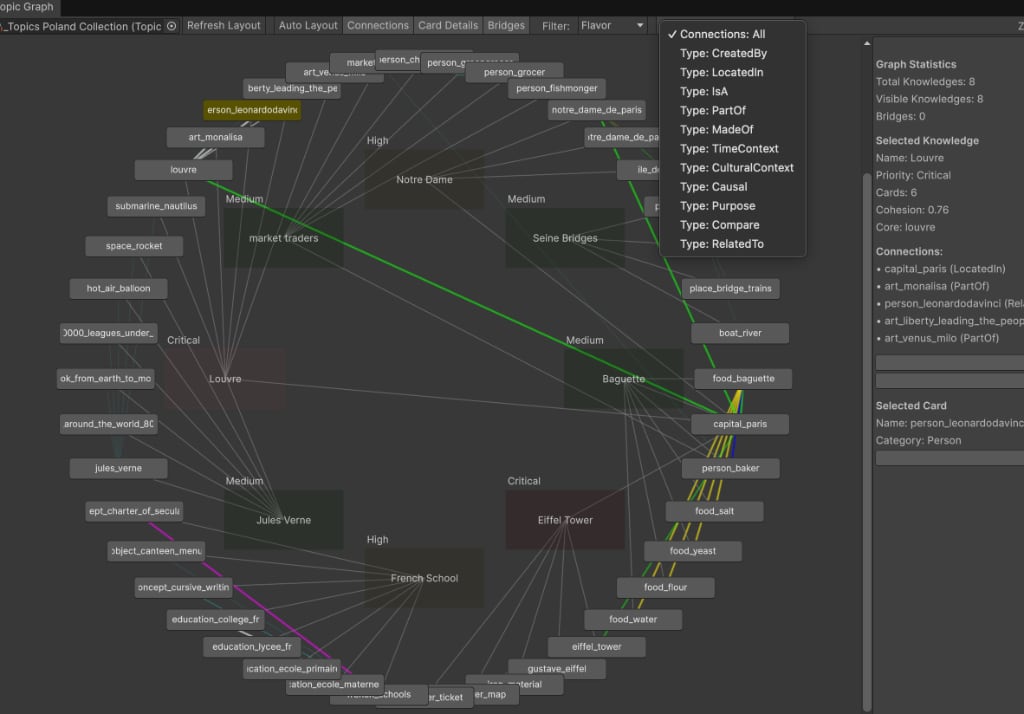 opic Graph
_Topics Poland Collection (Topic
Refresh Layout
Auto Layout
Connections
Card Details
Bridges
Filter:
Flavor
✓ Connections: All
Type: CreatedBy
Type: LocatedIn
Type: IsA
Type: PartOf
Type: MadeOf
Type: TimeContext
Type: CulturalContext
Type: Causal
Type: Purpose
Type: Compare
Type: RelatedTo
Graph Statistics
Total Knowledges: 8
Visible Knowledges: 8
Bridges: 0
Selected Knowledge
Name: Louvre
Priority: Critical
Cards: 6
Cohesion: 0.76
Core: louvre
Connections:
• capital_paris (LocatedIn)
• art_monalisa (PartOf)
• person_leonardodavinci (Rela
• art_liberty_leading_the_peop
• art_venus_milo (PartOf)
Selected Card
Name: person_leonardodavinc
Category: Person
market
erson_ch
person_grocer
person_fishmonger
berty_leading_the_pe
erson_leonardodavinc
notre_dame_de_paris
art_monalisa
otre_dame_de_pa
louvre
ile_d
submarine_nautilus
space_rocket
hot_air_balloon
place_bridge_trains
0000_leagues_under_
boat_river
ok_from_earth_to_mo
food_baguette
around_the_world_80
capital_paris
jules_verne
person_baker
ept_charter_of_secula
food_salt
object_canteen_menu
food_yeast
oncept_cursive_writin
food_flour
education_college_fr
food_water
education_lycee_fr
eiffel_tower
ication_ecole_primaire
gustave_eiffel
ation_ecole_materne
er_ticket
er_map
High
Notre Dame
Medium
market traders
Medium
Seine Bridges
Critical
Louvre
Medium
Baguette
Medium
Jules Verne
Critical
Eiffel Tower
High
French School